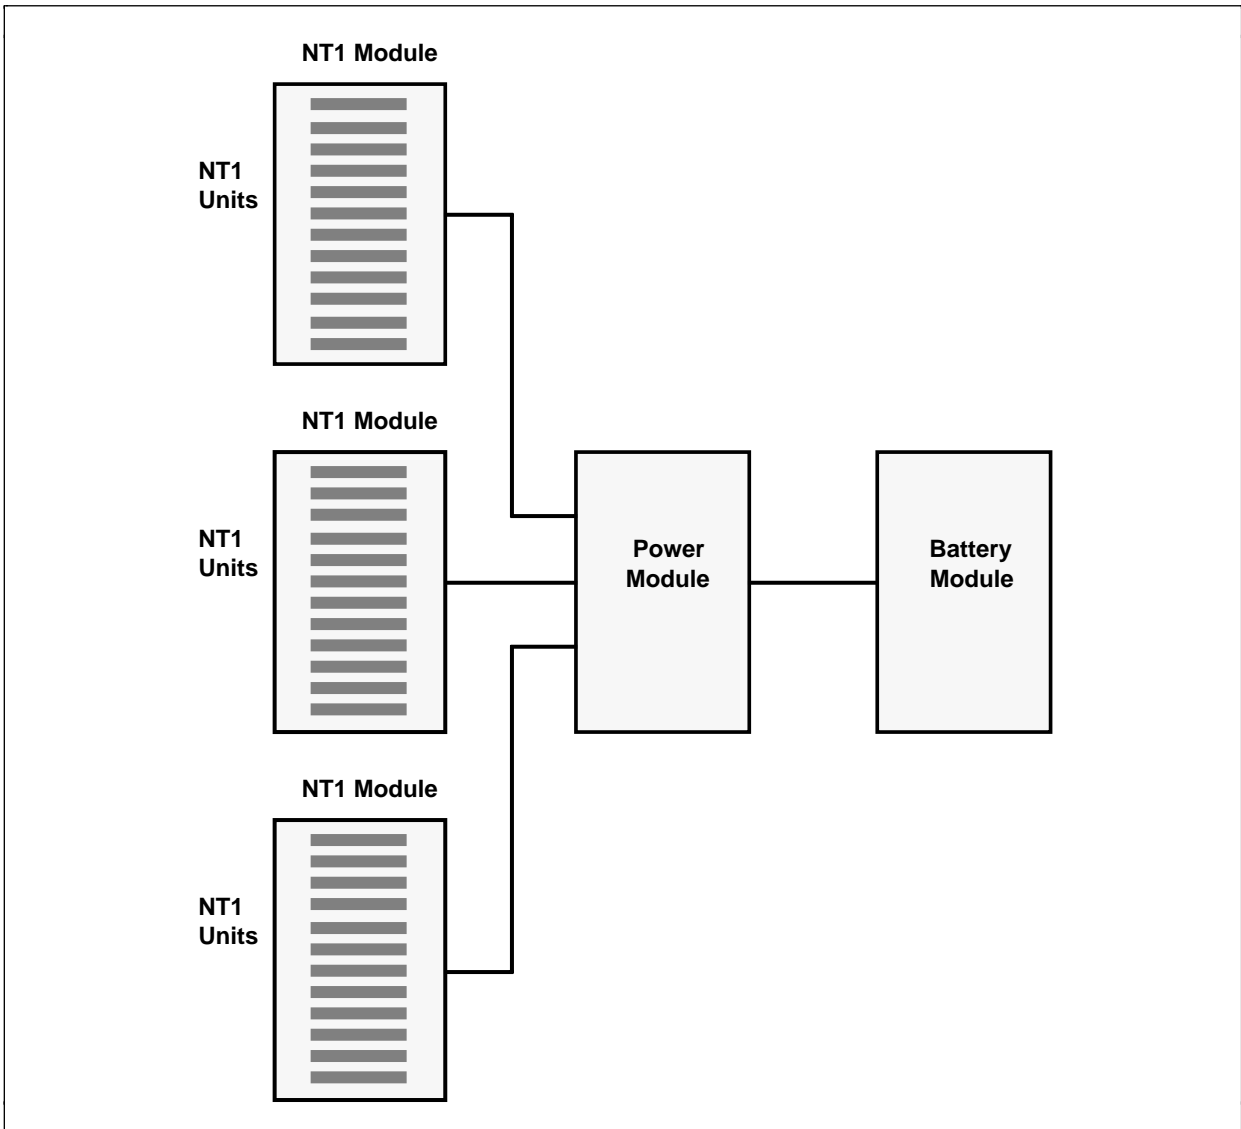 NT1 Module
NT1
Units
NT1 Module
NT1
Units
Power
Module
Battery
Module
NT1 Module
NT1
Units